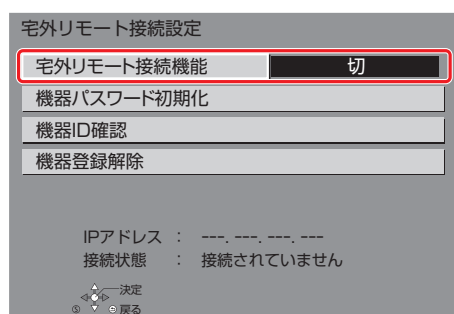 宅外リモート接続設定
宅外リモート接続機能 切
機器パスワード初期化
機器ID確認
機器登録解除
IPアドレス : ---. ---. ---. ---
接続状態 : 接続されていません
決定
S 戻る